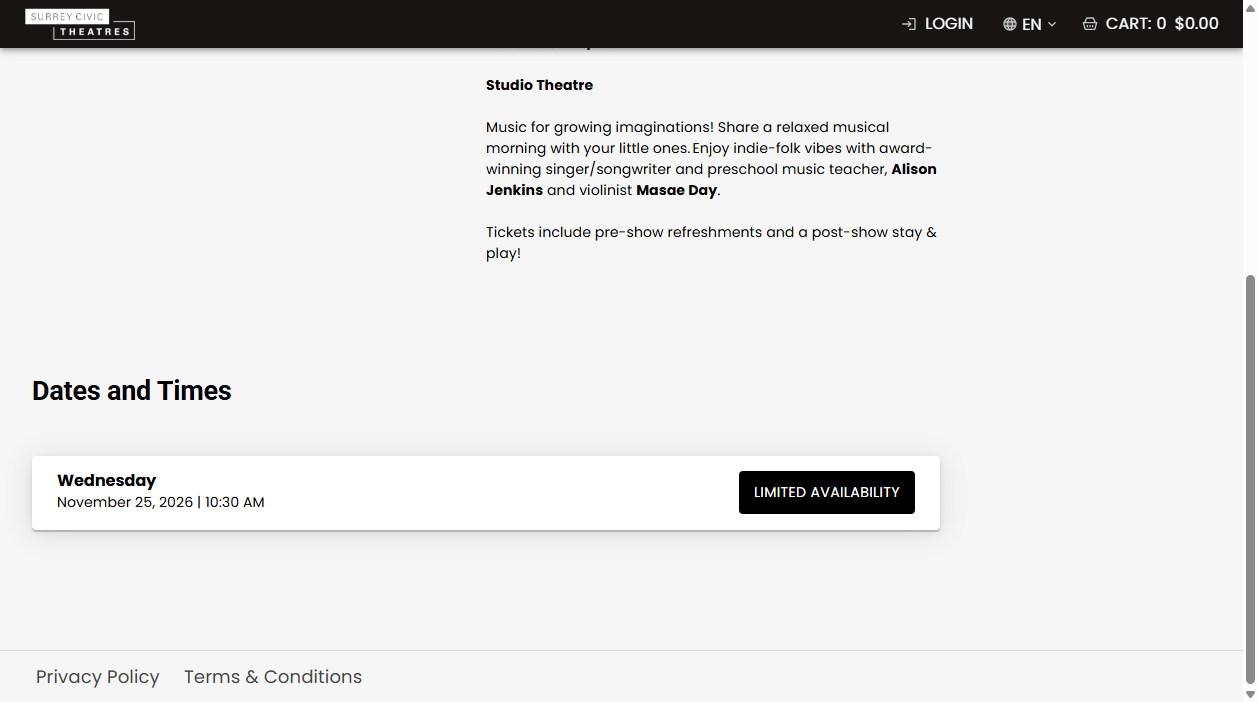 SURREY CIVIC
THEATRES
LOGIN
EN
CART: 0 $0.00
Studio Theatre
Music for growing imaginations! Share a relaxed musical
morning with your little ones. Enjoy indie-folk vibes with award-
winning singer/songwriter and preschool music teacher, Alison
Jenkins and violinist Masae Day.
Tickets include pre-show refreshments and a post-show stay &
play!
Dates and Times
Wednesday
November 25, 2026 | 10:30 AM
LIMITED AVAILABILITY
Privacy Policy
Terms & Conditions